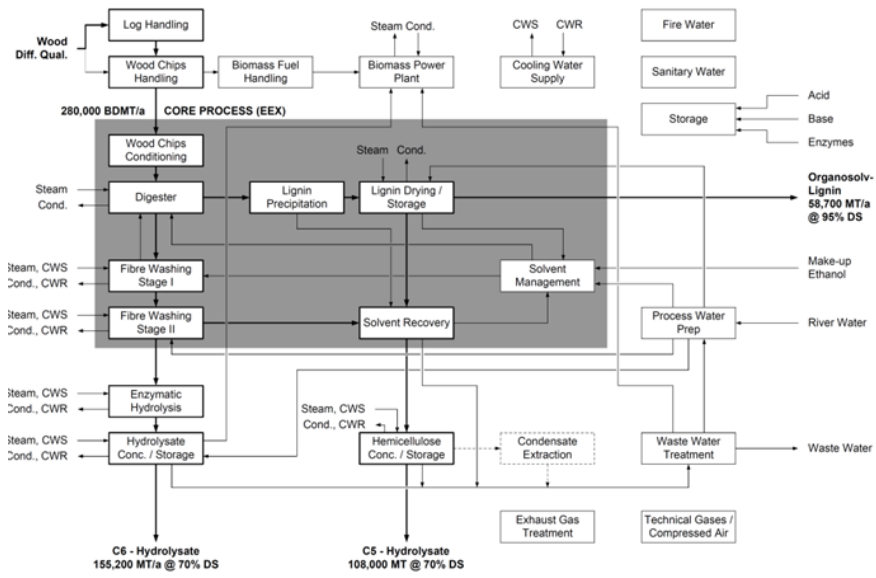 Log Handling
Steam Cond.
CWS
CWR
Fire Water
Wood
Diff. Qual.
Wood Chips
Handling
Biomass Fuel
Handling
Biomass Power
Plant
Cooling Water
Supply
Sanitary Water
280,000 BDMT/a
CORE PROCESS (EEX)
Storage
Acid
Base
Enzymes
Wood Chips
Conditioning
Steam
Cond.
Steam
Cond.
Digester
Lignin
Precipitation
Lignin Drying /
Storage
Organosolv-
Lignin
58,700 MT/a
@ 95% DS
Steam, CWS
Cond., CWR
Fibre Washing
Stage I
Solvent
Management
Make-up
Ethanol
Steam, CWS
Cond., CWR
Fibre Washing
Stage II
Solvent Recovery
Process Water
Prep
River Water
Steam, CWS
Cond., CWR
Enzymatic
Hydrolysis
Steam, CWS
Cond., CWR
Steam, CWS
Cond., CWR
Hydrolysate
Conc. / Storage
Hemicellulose
Conc. / Storage
Condensate
Extraction
Waste Water
Treatment
Waste Water
Exhaust Gas
Treatment
Technical Gases /
Compressed Air
C6 - Hydrolysate
155,200 MT/a @ 70% DS
C5 - Hydrolysate
108,000 MT @ 70% DS